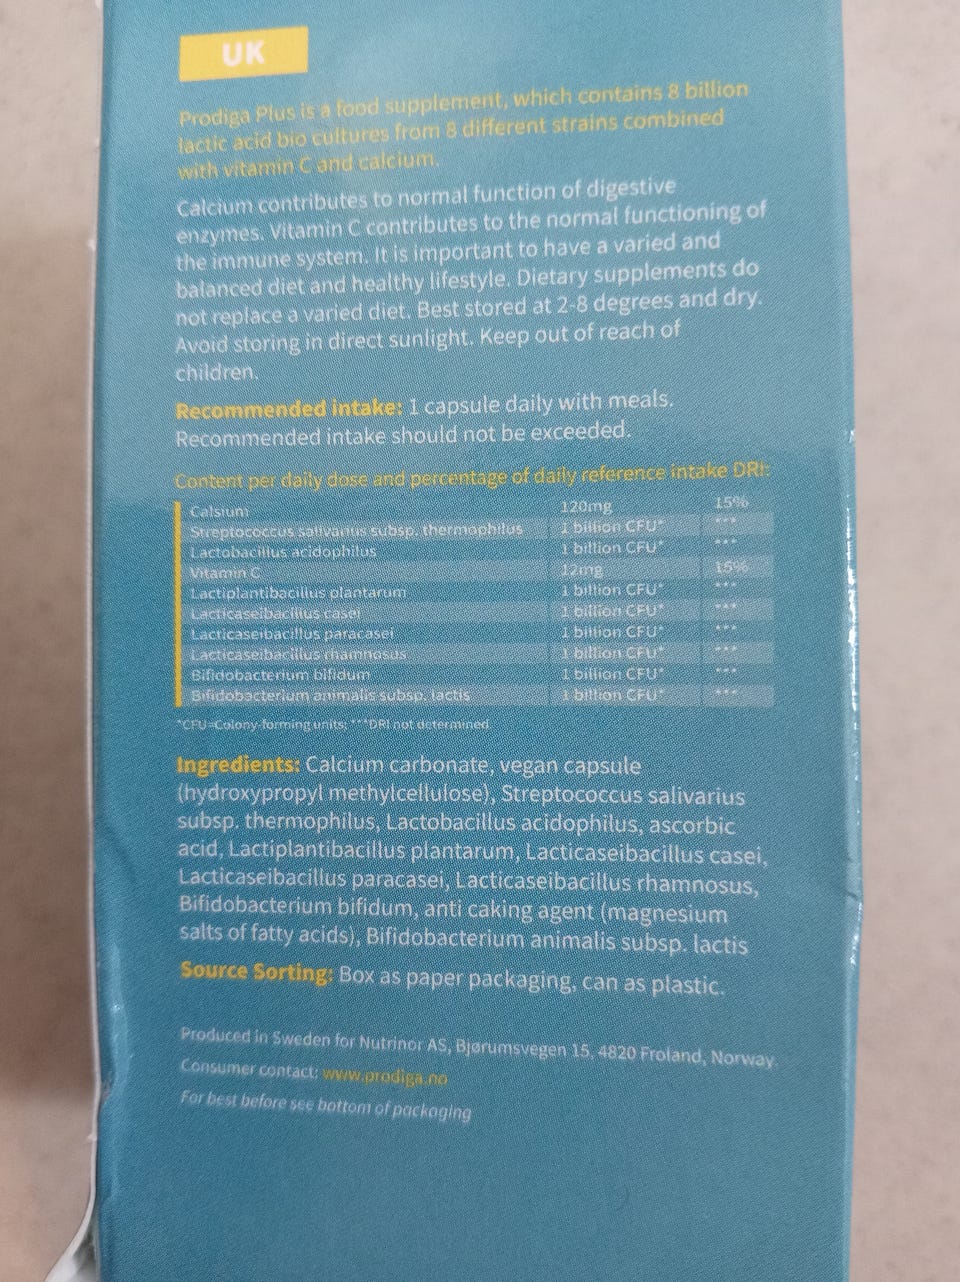 UK
Prodiga Plus is a food supplement, which contains 8 billion
lactic acid bio cultures from 8 different strains combined
with vitamin C and calcium.
Calcium contributes to normal function of digestive
enzymes. Vitamin C contributes to the normal functioning of
the immune system. It is important to have a varied and
balanced diet and healthy lifestyle. Dietary supplements do
not replace a varied diet. Best stored at 2-8 degrees and dry.
Avoid storing in direct sunlight. Keep out of reach of
children.
Recommended intake: 1 capsule daily with meals.
Recommended intake should not be exceeded.
Content per daily dose and percentage of daily reference intake DRI:
Calsium 120mg 15%
Streptococcus salivarius subsp. thermophilus 1 billion CFU* ***
Lactobacillus acidophilus 1 billion CFU* ***
Vitamin C 12mg 15%
Lactiplantibacillus plantarum 1 billion CFU* ***
Lacticaseibacillus casei 1 billion CFU* ***
Lacticaseibacillus paracasei 1 billion CFU* ***
Lacticaseibacillus rhamnosus 1 billion CFU* ***
Bifidobacterium bifidum 1 billion CFU* ***
Bifidobacterium animalis subsp. lactis 1 billion CFU* ***
*CFU=Colony-forming units; ***DRI not determined
Ingredients: Calcium carbonate, vegan capsule
(hydroxypropyl methylcellulose), Streptococcus salivarius
subsp. thermophilus, Lactobacillus acidophilus, ascorbic
acid, Lactiplantibacillus plantarum, Lacticaseibacillus casei,
Lacticaseibacillus paracasei, Lacticaseibacillus rhamnosus,
Bifidobacterium bifidum, anti caking agent (magnesium
salts of fatty acids), Bifidobacterium animalis subsp. lactis
Source Sorting: Box as paper packaging, can as plastic.
Produced in Sweden for Nutrinor AS, Bjørumsvegen 15, 4820 Froland, Norway.
Consumer contact: www.prodiga.no
For best before see bottom of packaging